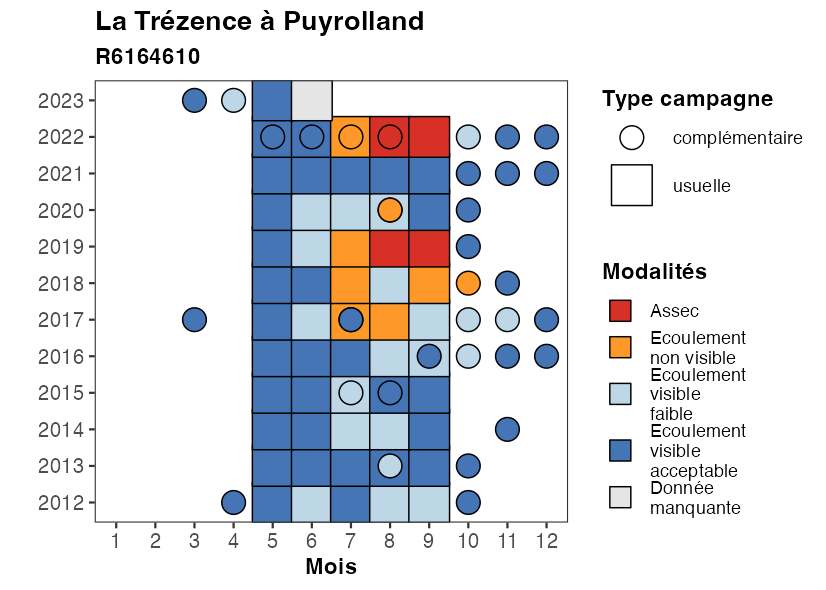 La Trézence à Puyrolland
R6164610
2023
2022
2021
2020
2019
2018
2017
2016
2015
2014
2013
2012
1 2 3 4 5 6 7 8 9 10 11 12
Mois
Type campagne
complémentaire
usuelle
Modalités
Assec
Ecoulement
non visible
Ecoulement
visible
faible
Ecoulement
visible
acceptable
Donnée
manquante